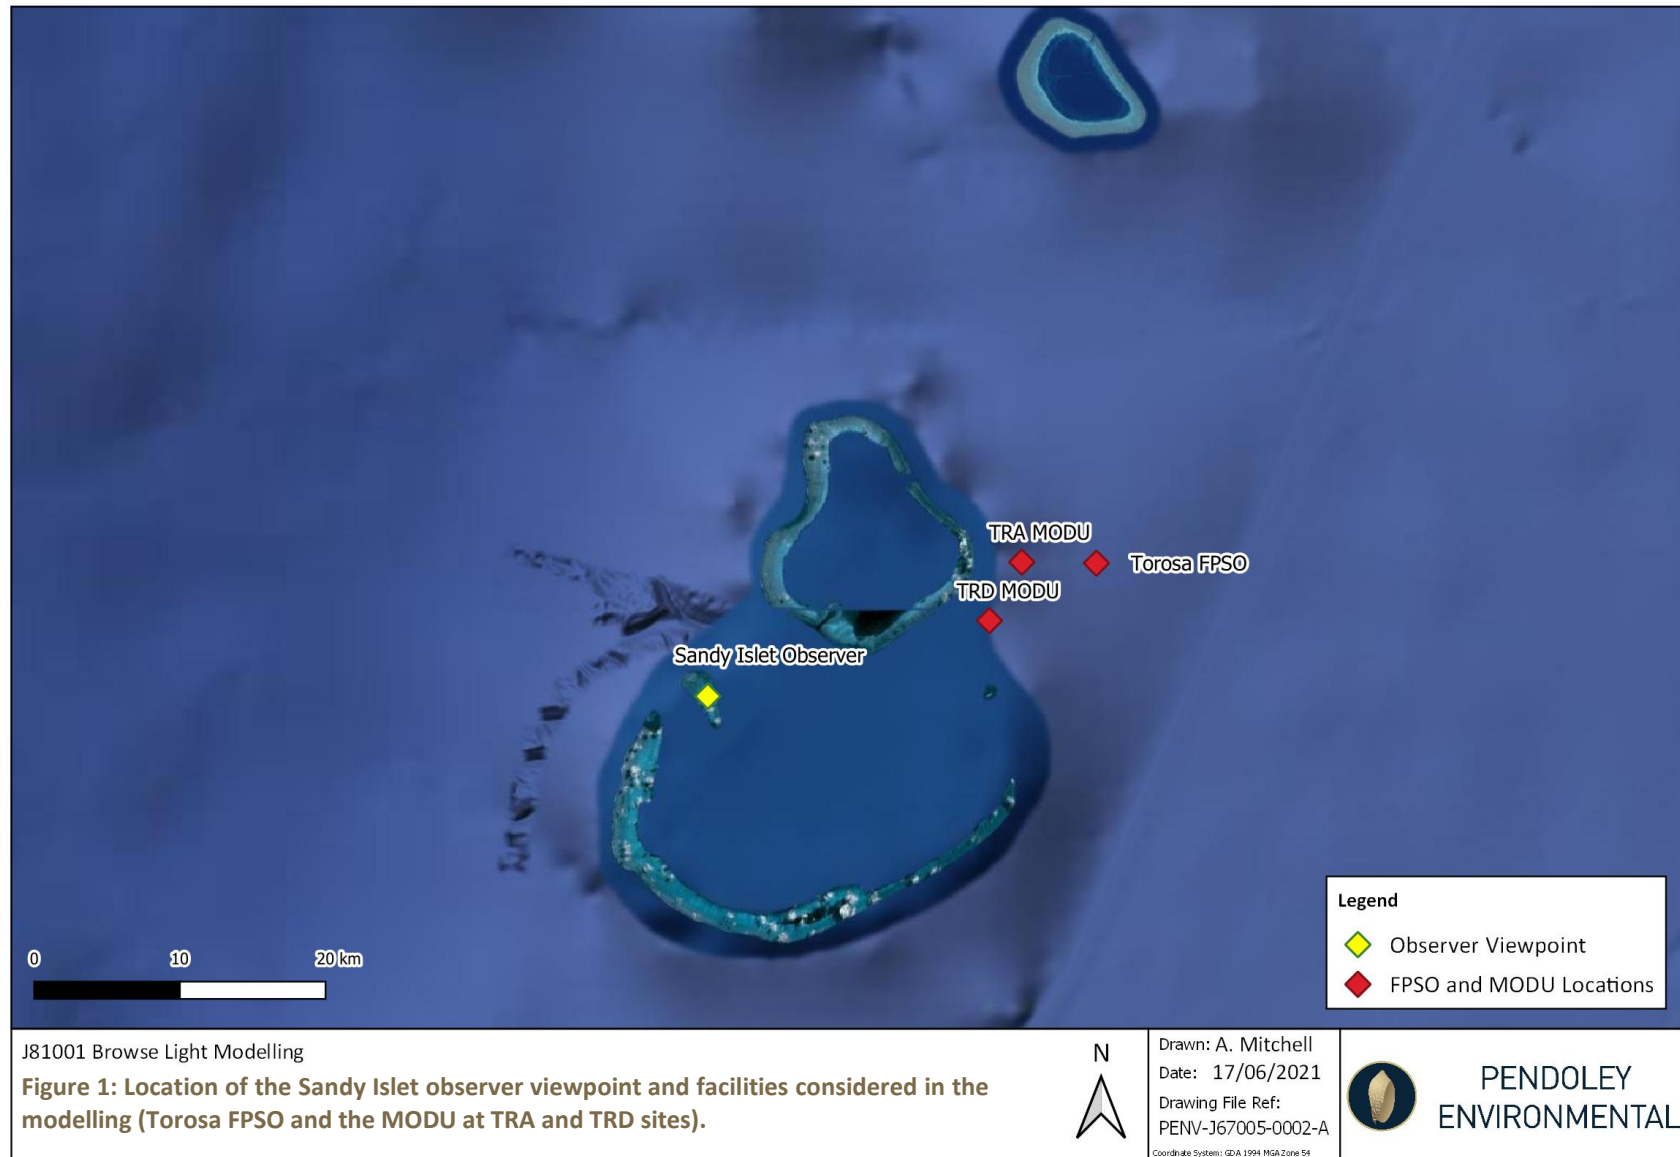 TRA MODU
Torosa FPSO
TRD MODU
Sandy Islet Observer
0 10 20 km
Legend
Observer Viewpoint
FPSO and MODU Locations
J81001 Browse Light Modelling
Figure 1: Location of the Sandy Islet observer viewpoint and facilities considered in the
modelling (Torosa FPSO and the MODU at TRA and TRD sites).
N
Drawn: A. Mitchell
Date: 17/06/2021
Drawing File Ref:
PENV-J67005-0002-A
Coordinate System: GDA 1994 MGA Zone 54
PENDOLEY
ENVIRONMENTAL